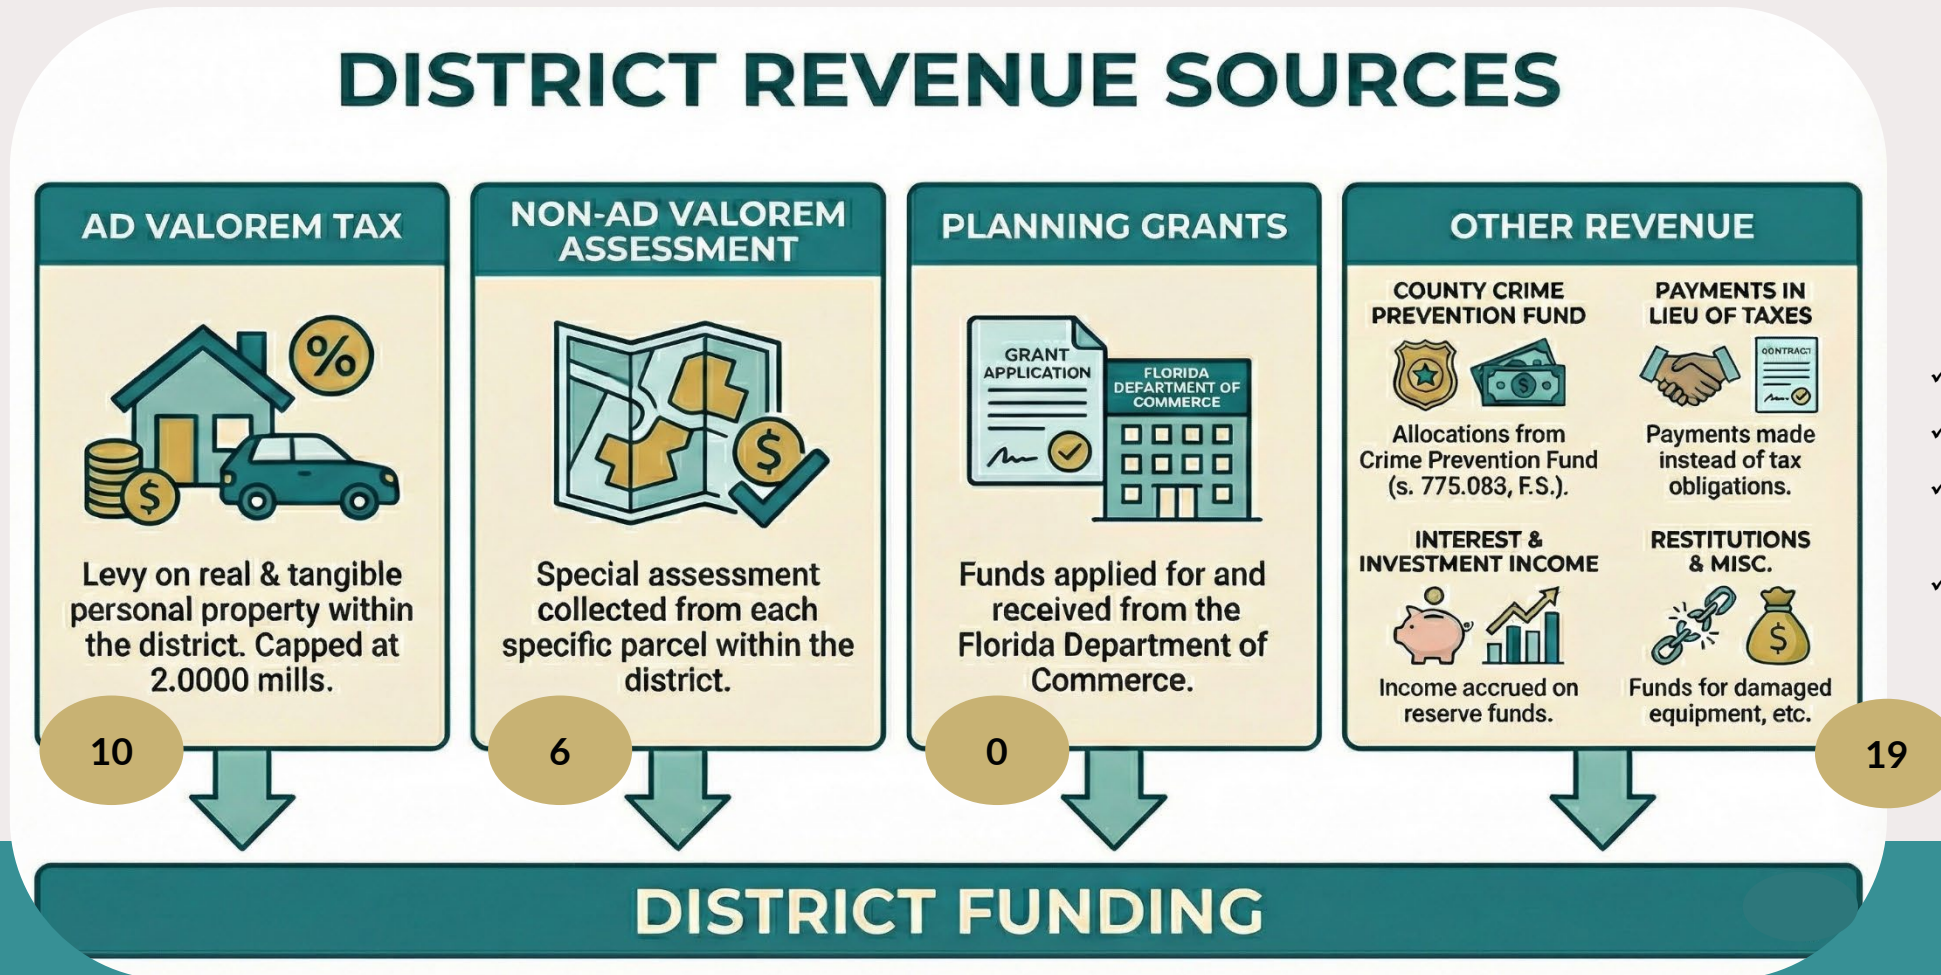 DISTRICT REVENUE SOURCES
AD VALOREM TAX
%
$
Levy on real & tangible
personal property within
the district. Capped at
2.0000 mills.
10
NON-AD VALOREM
ASSESSMENT
$
Special assessment
collected from each
specific parcel within the
district.
6
PLANNING GRANTS
GRANT
APPLICATION
FLORIDA
DEPARTMENT OF
COMMERCE
Funds applied for and
received from the
Florida Department of
Commerce.
0
OTHER REVENUE
COUNTY CRIME
PREVENTION FUND
$
Allocations from
Crime Prevention Fund
(s. 775.083, F.S.).
PAYMENTS IN
LIEU OF TAXES
CONTRACT
Payments made
instead of tax
obligations.
INTEREST &
INVESTMENT INCOME
Income accrued on
reserve funds.
RESTITUTIONS
& MISC.
$
Funds for damaged
equipment, etc.
19
DISTRICT FUNDING